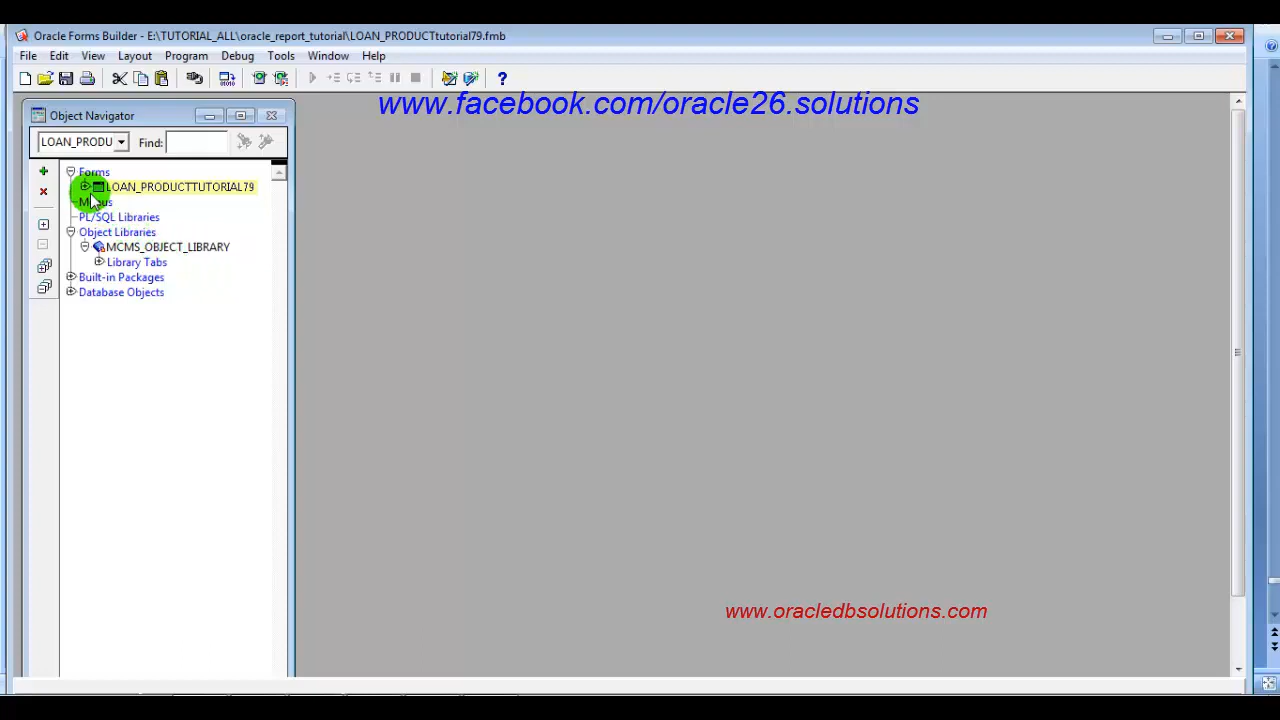 Oracle Forms Builder - E:\TUTORIAL_ALL\oracle_report_tutorial\LOAN_PRODUCTtutorial79.fmb
File Edit View Layout Program Debug Tools Window Help
www.facebook.com/oracle26.solutions
Object Navigator
LOAN_PRODU Find:
Forms
LOAN_PRODUCTTUTORIAL79
PL/SQL Libraries
Object Libraries
MCMS_OBJECT_LIBRARY
Library Tabs
Built-in Packages
Database Objects
www.oracledbsolutions.com